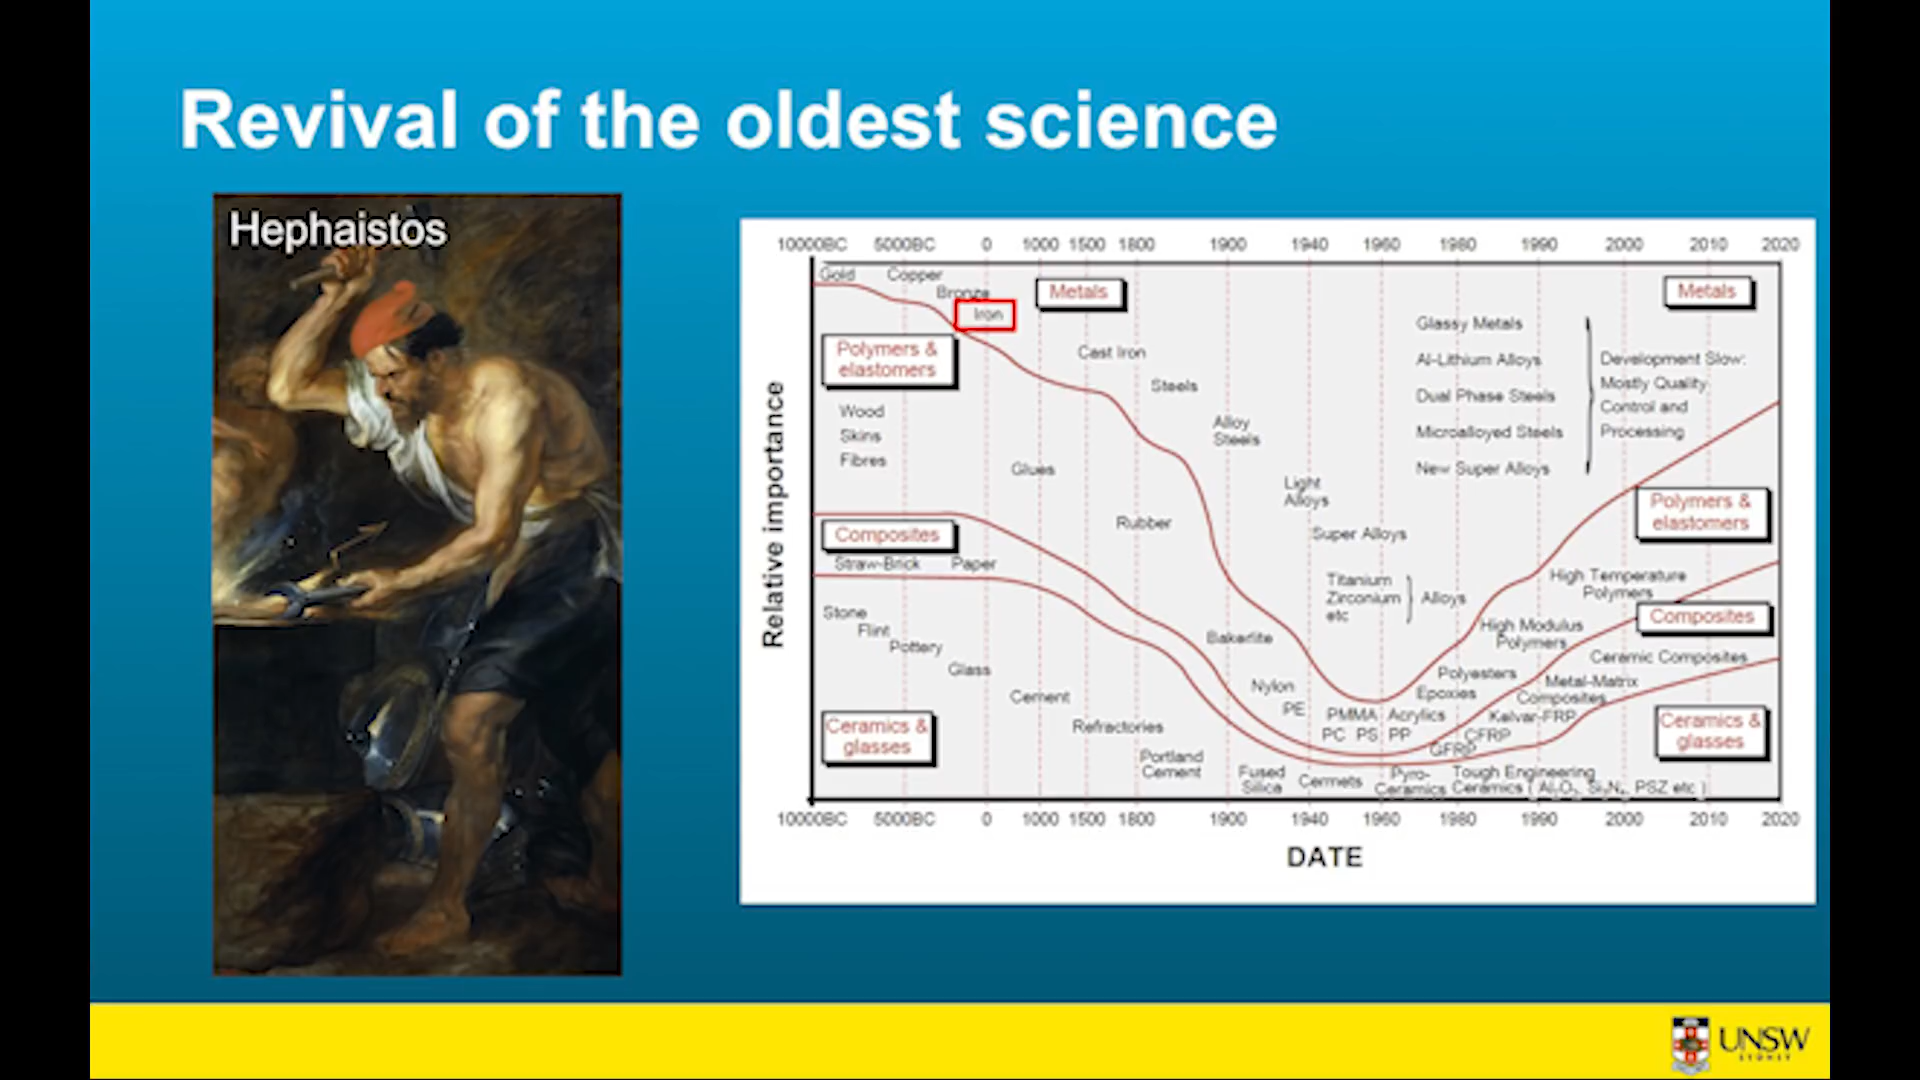 Revival of the oldest science
Hephaistos
10000BC 5000BC 0 1000 1500 1800 1900 1940 1960 1980 1990 2000 2010 2020
Gold Copper
Bronze
Iron
Metals
Metals
Polymers &
elastomers
Cast Iron
Steels
Alloy
Steels
Light
Alloys
Super Alloys
Titanium
Zirconium
etc
Alloys
Glassy Metals
Al-Lithium Alloys
Dual Phase Steels
Microalloyed Steels
New Super Alloys
Development Slow:
Mostly Quality
Control and
Processing
Wood
Skins
Fibres
Glues
Rubber
Bakerlite
Nylon
PE
PMMA Acrylics
PC PS PP
Polyesters
Epoxies
High Modulus
Polymers
High Temperature
Polymers
Polymers &
elastomers
Composites
Straw-Brick Paper
GFRP
CFRP
Kelvar-FRP
Metal-Matrix
Composites
Ceramic Composites
Composites
Stone
Flint
Pottery
Glass
Cement
Refractories
Portland
Cement
Fused
Silica
Cermets
Pyro-
Ceramics
Tough Engineering
Ceramics ( Al₂O₃, Si₃N₄, PSZ etc )
Ceramics &
glasses
Ceramics &
glasses
10000BC 5000BC 0 1000 1500 1800 1900 1940 1960 1980 1990 2000 2010 2020
Relative importance
DATE
UNSW
SYDNEY